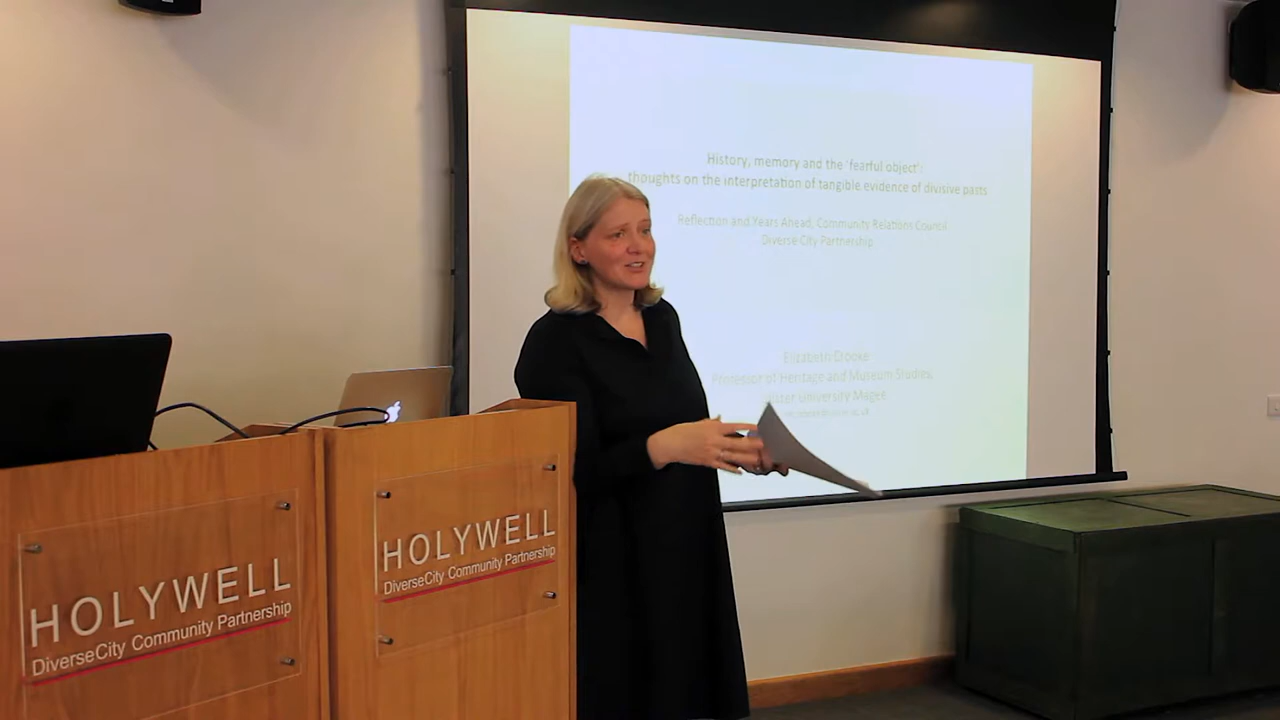 History, memory and the 'fearful object':
thoughts on the interpretation of tangible evidence of divisive pasts
Reflection and Years Ahead, Community Relations Council
Diverse City Partnership
Elizabeth Crooke
Professor of Heritage and Museum Studies,
Ulster University Magee
HOLYWELL
DiverseCity Community Partnership
HOLYWELL
DiverseCity Community Partnership